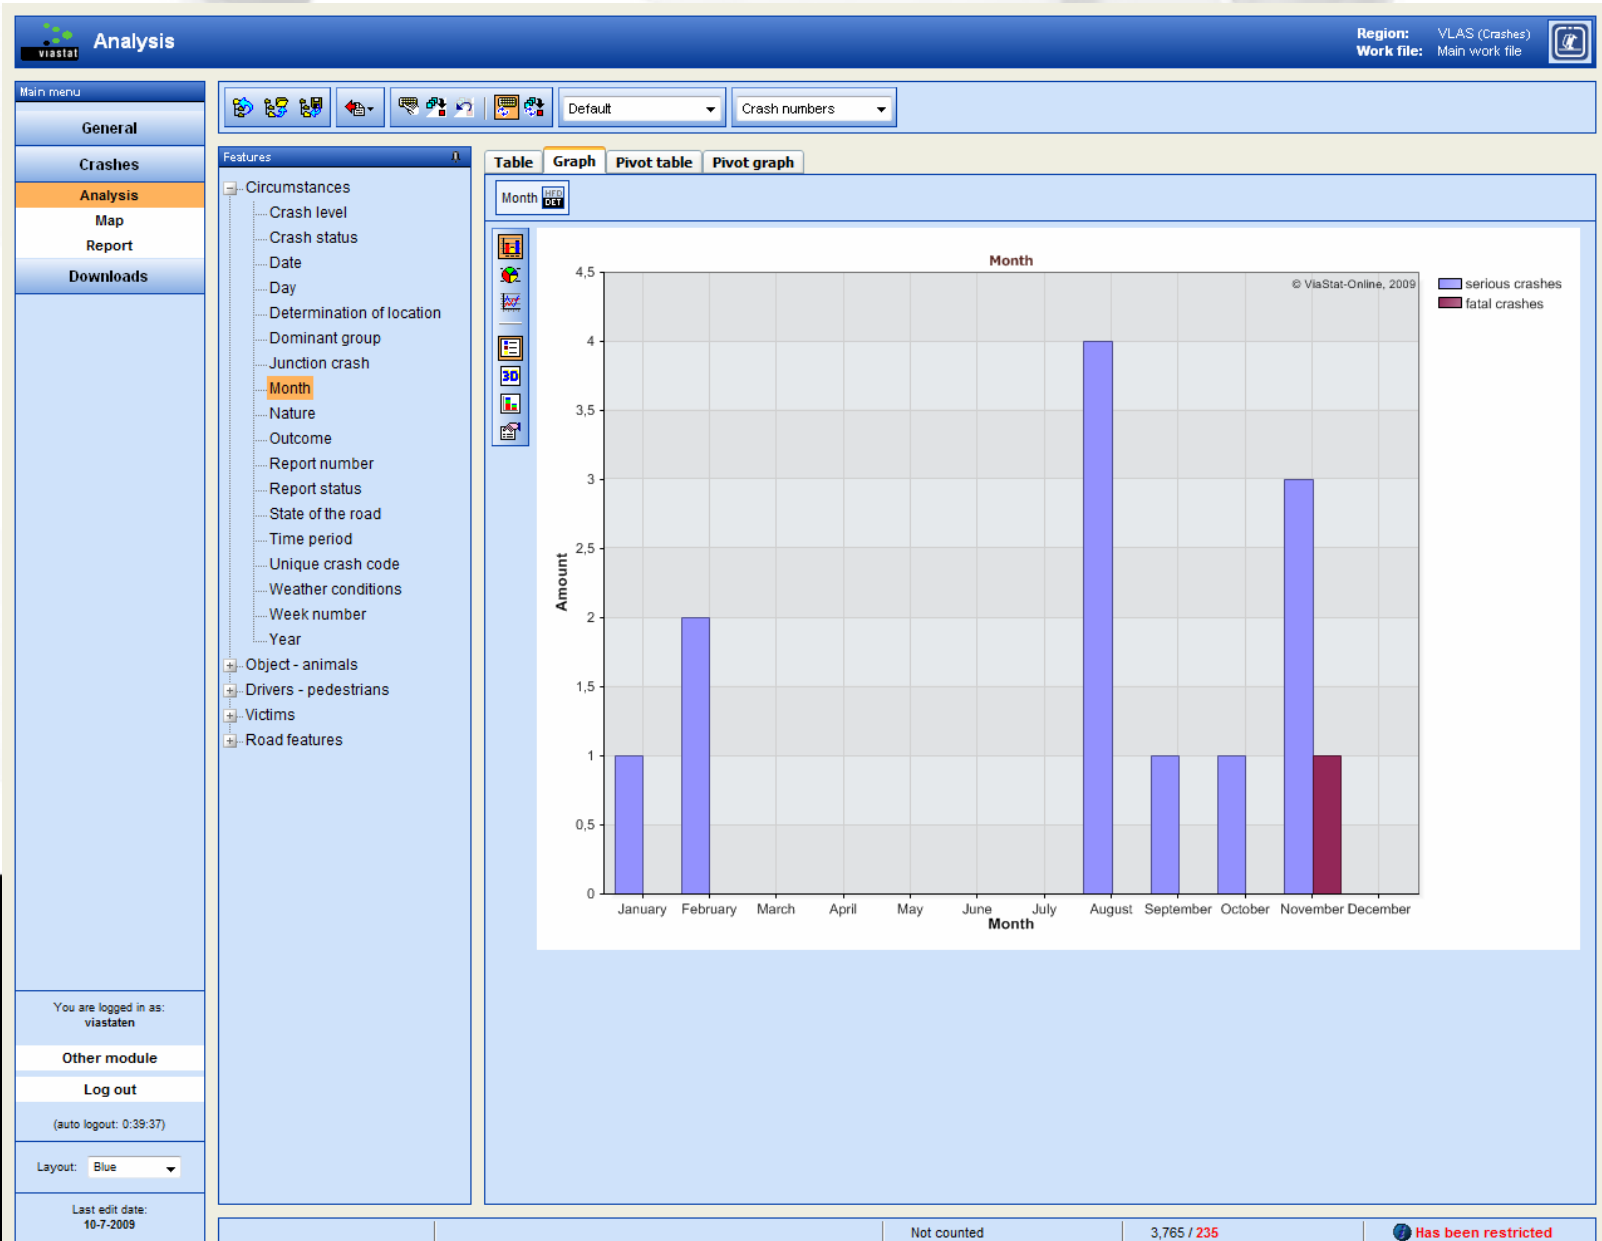 viastat
Analysis
Region: VLAS (Crashes)
Work file: Main work file
Main menu
General
Crashes
Analysis
Map
Report
Downloads
Default
Crash numbers
Features
Circumstances
Crash level
Crash status
Date
Day
Determination of location
Dominant group
Junction crash
Month
Nature
Outcome
Report number
Report status
State of the road
Time period
Unique crash code
Weather conditions
Week number
Year
Object - animals
Drivers - pedestrians
Victims
Road features
Table Graph Pivot table Pivot graph
Month HFD DET
3D
Month
© ViaStat-Online, 2009
serious crashes
fatal crashes
4,5
4
3,5
3
2,5
2
1,5
1
0,5
0
Amount
January February March April May June July August September October November December
Month
You are logged in as:
viastaten
Other module
Log out
(auto logout: 0:39:37)
Layout: Blue
Last edit date:
10-7-2009
Not counted 3,765 / 235 Has been restricted